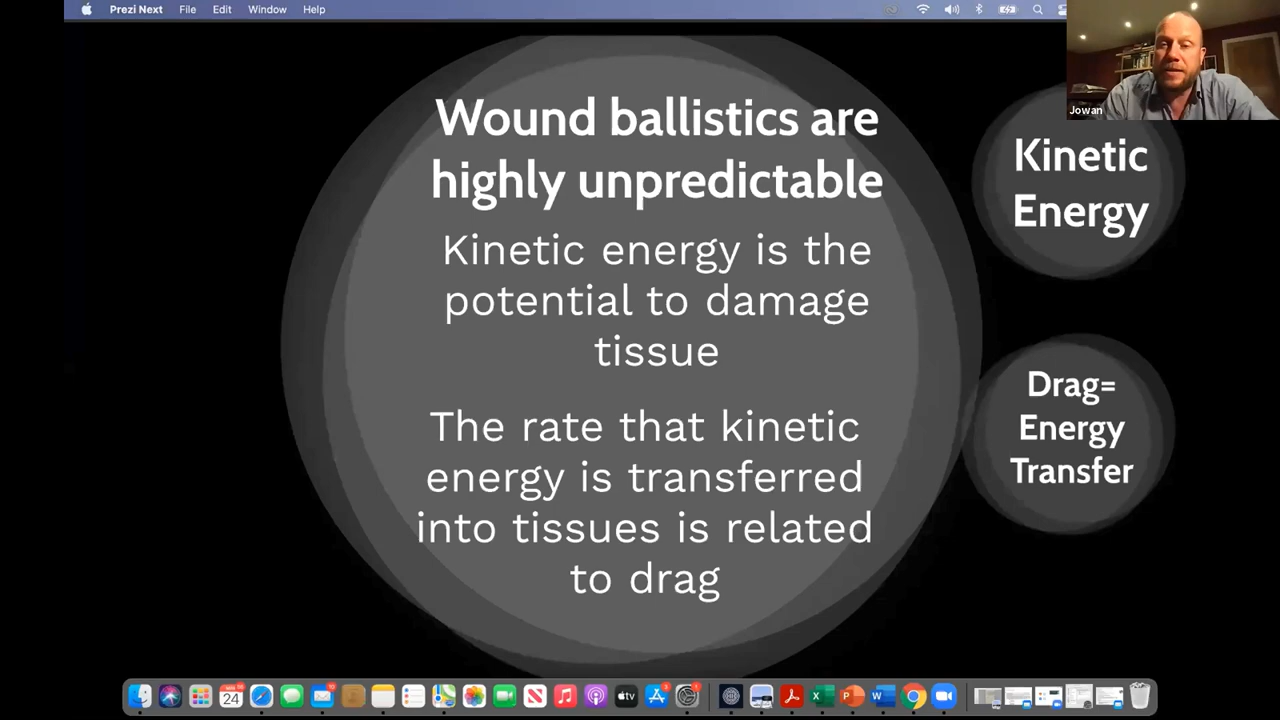 Prezi Next File Edit Window Help
Jowan
Wound ballistics are
highly unpredictable
Kinetic energy is the
potential to damage
tissue
The rate that kinetic
energy is transferred
into tissues is related
to drag
Kinetic
Energy
Drag=
Energy
Transfer
24
tv